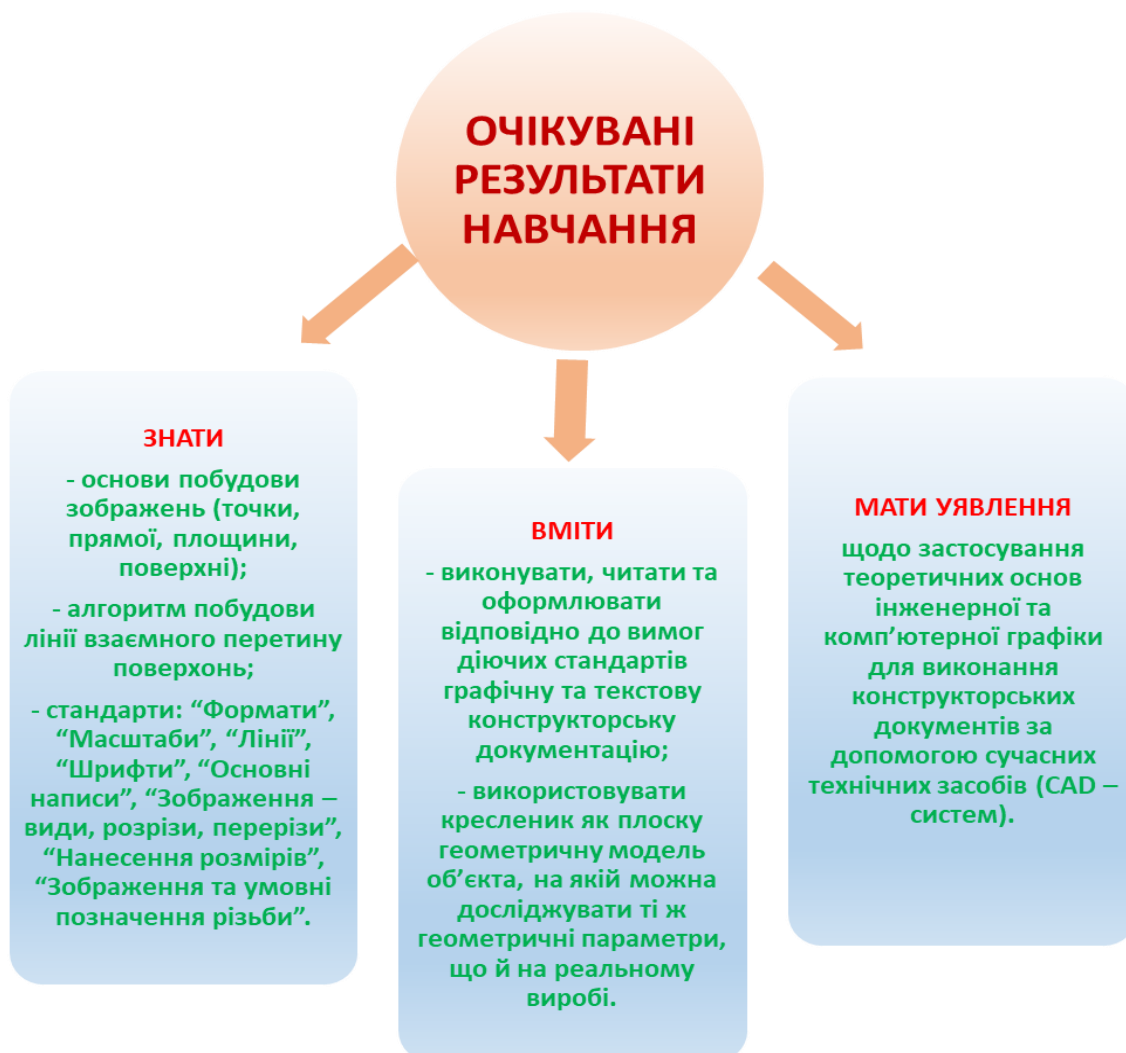 ОЧІКУВАНІ
РЕЗУЛЬТАТИ
НАВЧАННЯ
ЗНАТИ
- основи побудови
зображень (точки,
прямої, площини,
поверхні);
- алгоритм побудови
лінії взаємного перетину
поверхонь;
- стандарти: “Формати”,
“Масштаби”, “Лінії”,
“Шрифти”, “Основні
написи”, “Зображення –
види, розрізи, перерізи”,
“Нанесення розмірів”,
“Зображення та умовні
позначення різьби”.
ВМІТИ
- виконувати, читати та
оформлювати
відповідно до вимог
діючих стандартів
графічну та текстову
конструкторську
документацію;
- використовувати
кресленик як плоску
геометричну модель
об’єкта, на якій можна
досліджувати ті ж
геометричні параметри,
що й на реальному
виробі.
МАТИ УЯВЛЕННЯ
щодо застосування
теоретичних основ
інженерної та
комп’ютерної графіки
для виконання
конструкторських
документів за
допомогою сучасних
технічних засобів (CAD –
систем).